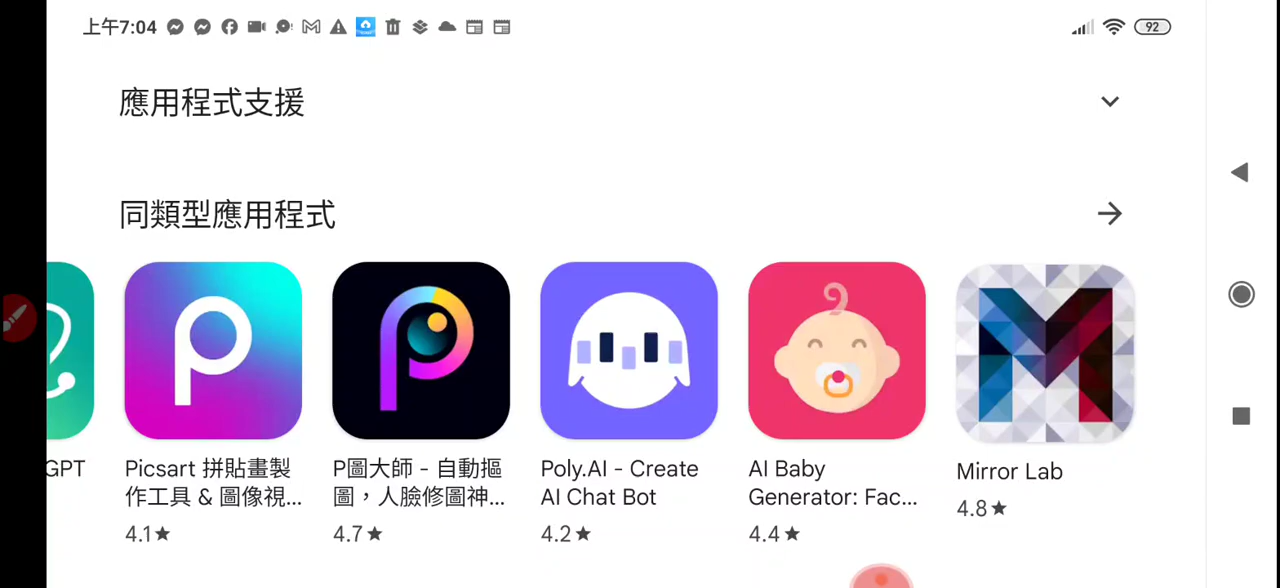 上午7:04
92
應用程式支援
同類型應用程式
GPT
Picsart 拼貼畫製
作工具 & 圖像視...
4.1★
P圖大師 - 自動摳
圖，人臉修圖神...
4.7★
Poly.AI - Create
AI Chat Bot
4.2★
AI Baby
Generator: Fac...
4.4★
Mirror Lab
4.8★